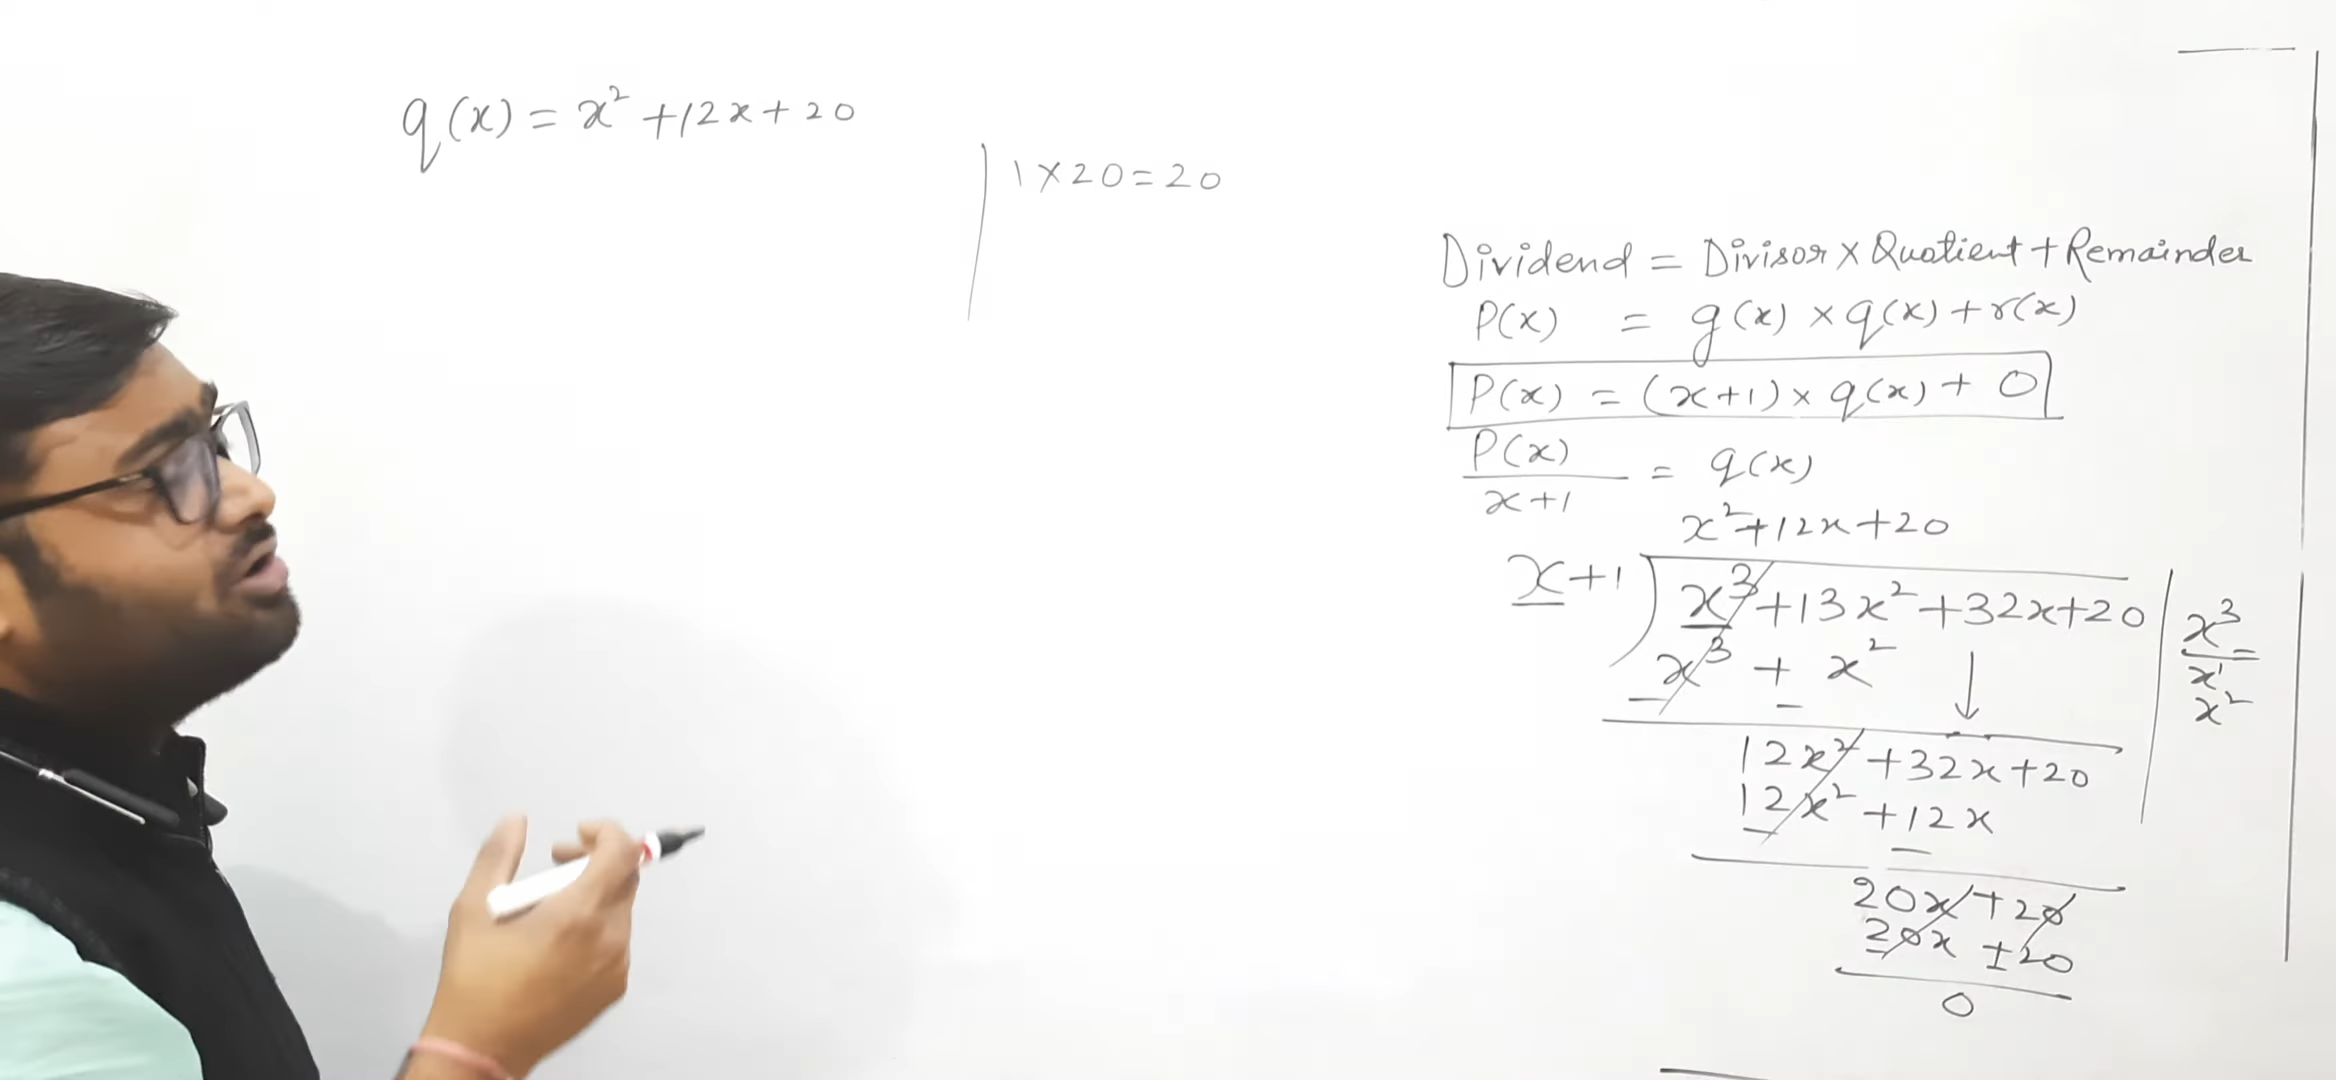 q(x) = x² + 12x + 20
1 × 20 = 20
Dividend = Divisor × Quotient + Remainder
P(x) = g(x) × q(x) + r(x)
P(x) = (x+1) × q(x) + 0
P(x)
x+1
= q(x)
x²+12x+20
x+1
x³+13x²+32x+20
x³ + x²
− −
12x²+32x+20
12x²+12x
− −
20x+20
20x ± 20
−
0
x³
x¹
=
x²